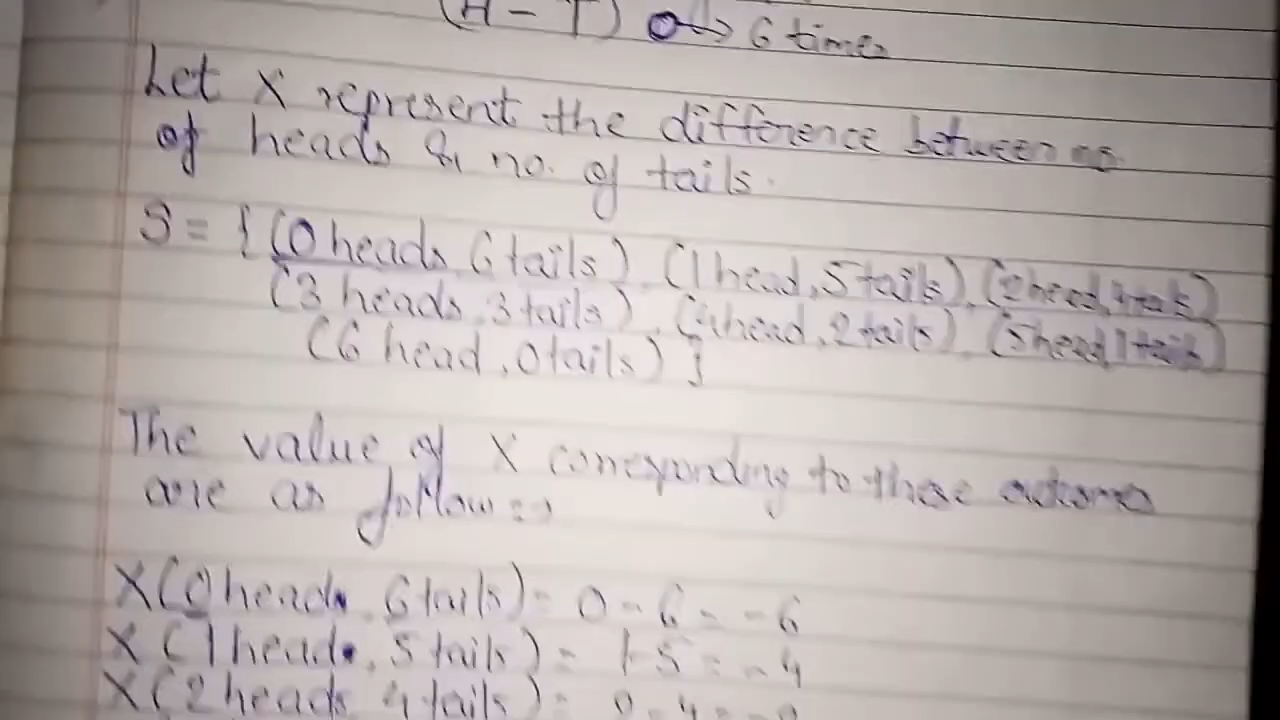 (H - T) → 6 times
Let X represent the difference between no.
of heads & no. of tails.
S = { (0 heads, 6 tails), (1 head, 5 tails), (2 head, 4 tails)
(3 heads, 3 tails), (4 head, 2 tails), (5 head, 1 tail)
(6 head, 0 tails) }
The value of X corresponding to these outcomes
are as follow :→
X (0 heads, 6 tails) = 0 - 6 = -6
X (1 head, 5 tails) = 1 - 5 = -4
X (2 heads, 4 tails) =